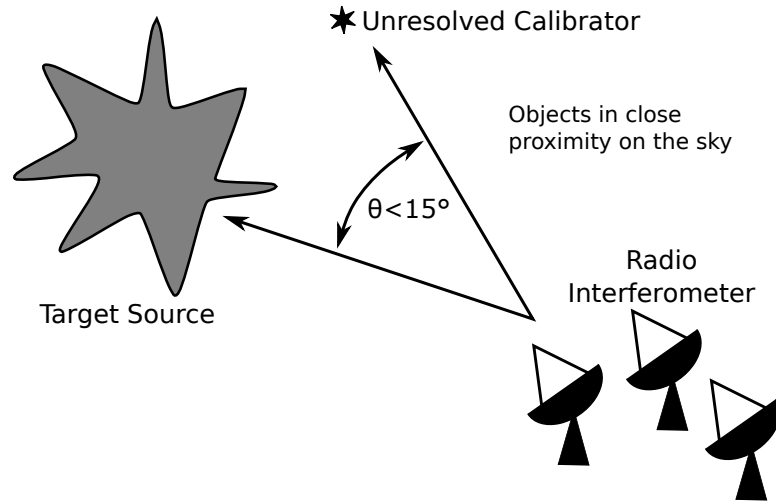 Unresolved Calibrator
Objects in close
proximity on the sky
θ<15°
Radio
Interferometer
Target Source